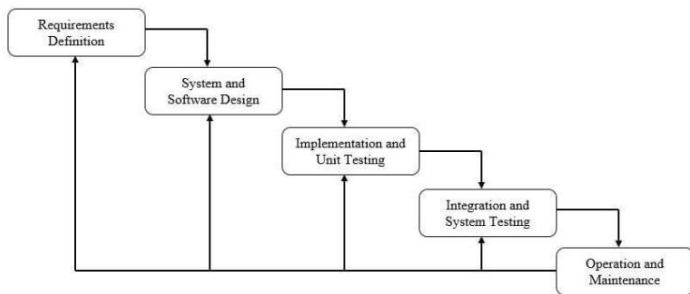 Requirements
Definition
System and
Software Design
Implementation and
Unit Testing
Integration and
System Testing
Operation and
Maintenance